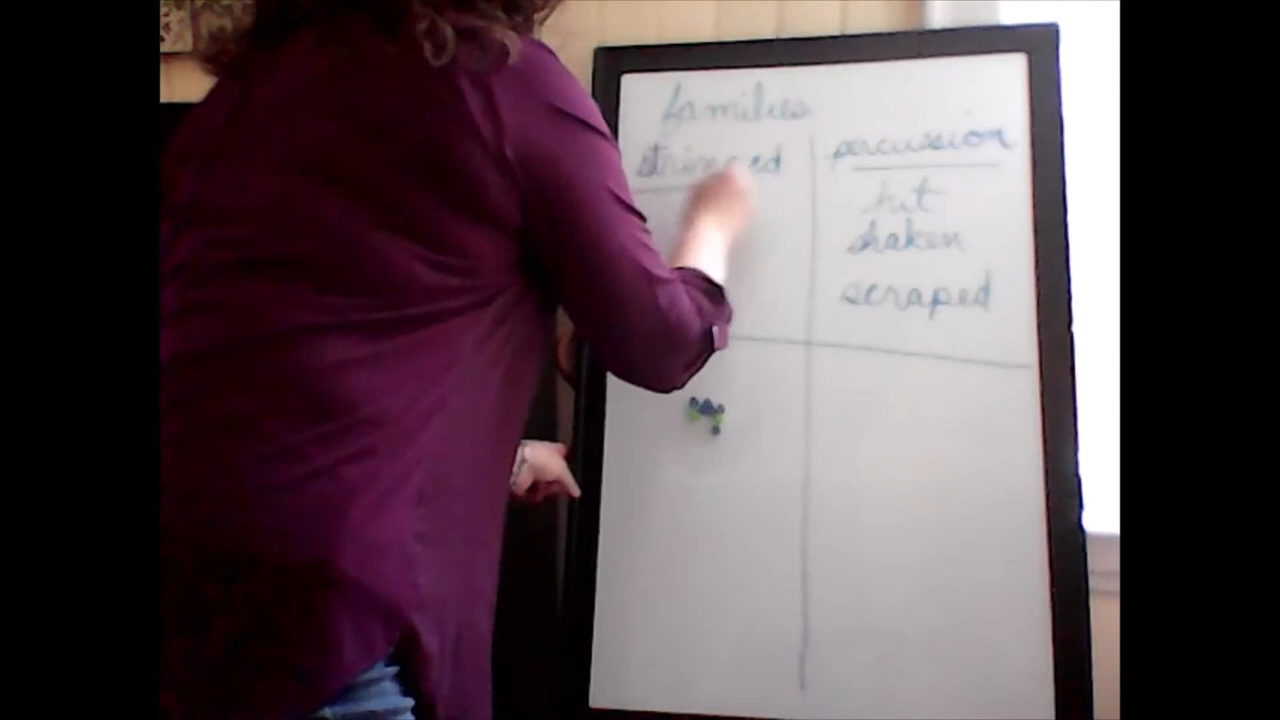 families
stringed
percussion
hit
shaken
scraped